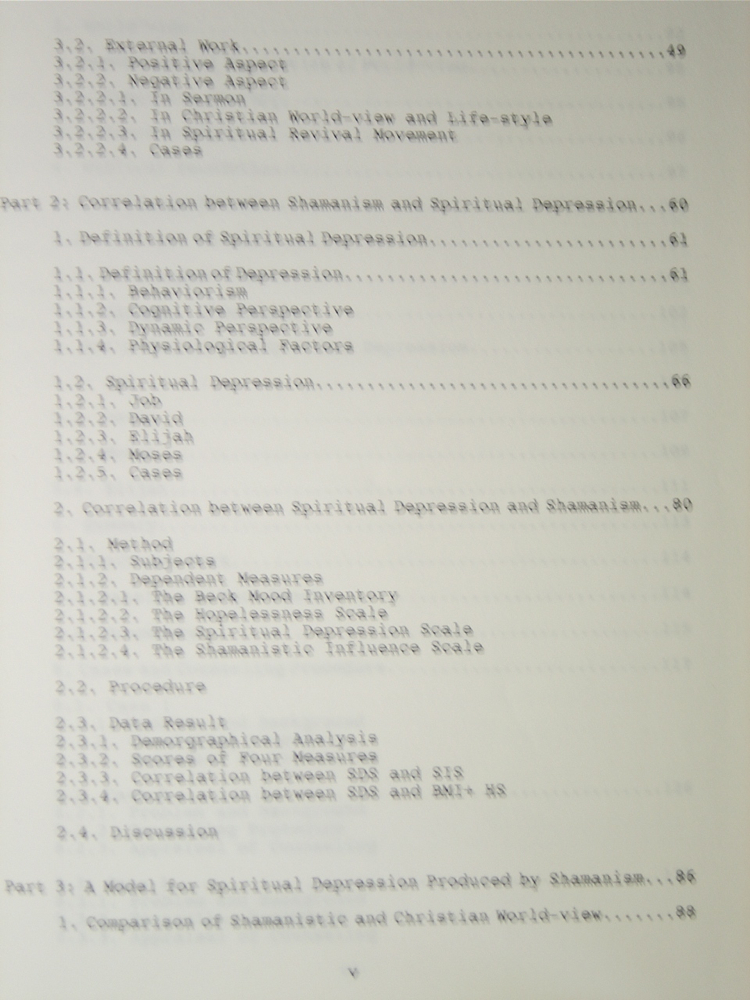 3.2. External Work..........................................49
3.2.1. Positive Aspect
3.2.2. Negative Aspect
3.2.2.1. In Sermon
3.2.2.2. In Christian World-view and Life-style
3.2.2.3. In Spiritual Revival Movement
3.2.2.4. Cases
Part 2: Correlation between Shamanism and Spiritual Depression...60
1. Definition of Spiritual Depression.........................61
1.1. Definition of Depression..................................61
1.1.1. Behaviorism
1.1.2. Cognitive Perspective
1.1.3. Dynamic Perspective
1.1.4. Physiological Factors
1.2. Spiritual Depression.....................................66
1.2.1. Job
1.2.2. David
1.2.3. Elijah
1.2.4. Moses
1.2.5. Cases
2. Correlation between Spiritual Depression and Shamanism...80
2.1. Method
2.1.1. Subjects
2.1.2. Dependent Measures
2.1.2.1. The Beck Mood Inventory
2.1.2.2. The Hopelessness Scale
2.1.2.3. The Spiritual Depression Scale
2.1.2.4. The Shamanistic Influence Scale
2.2. Procedure
2.3. Data Result
2.3.1. Demorgraphical Analysis
2.3.2. Scores of Four Measures
2.3.3. Correlation between SDS and SIS
2.3.4. Correlation between SDS and BMI+ HS
2.4. Discussion
Part 3: A Model for Spiritual Depression Produced by Shamanism...86
1. Comparison of Shamanistic and Christian World-view.......88
v